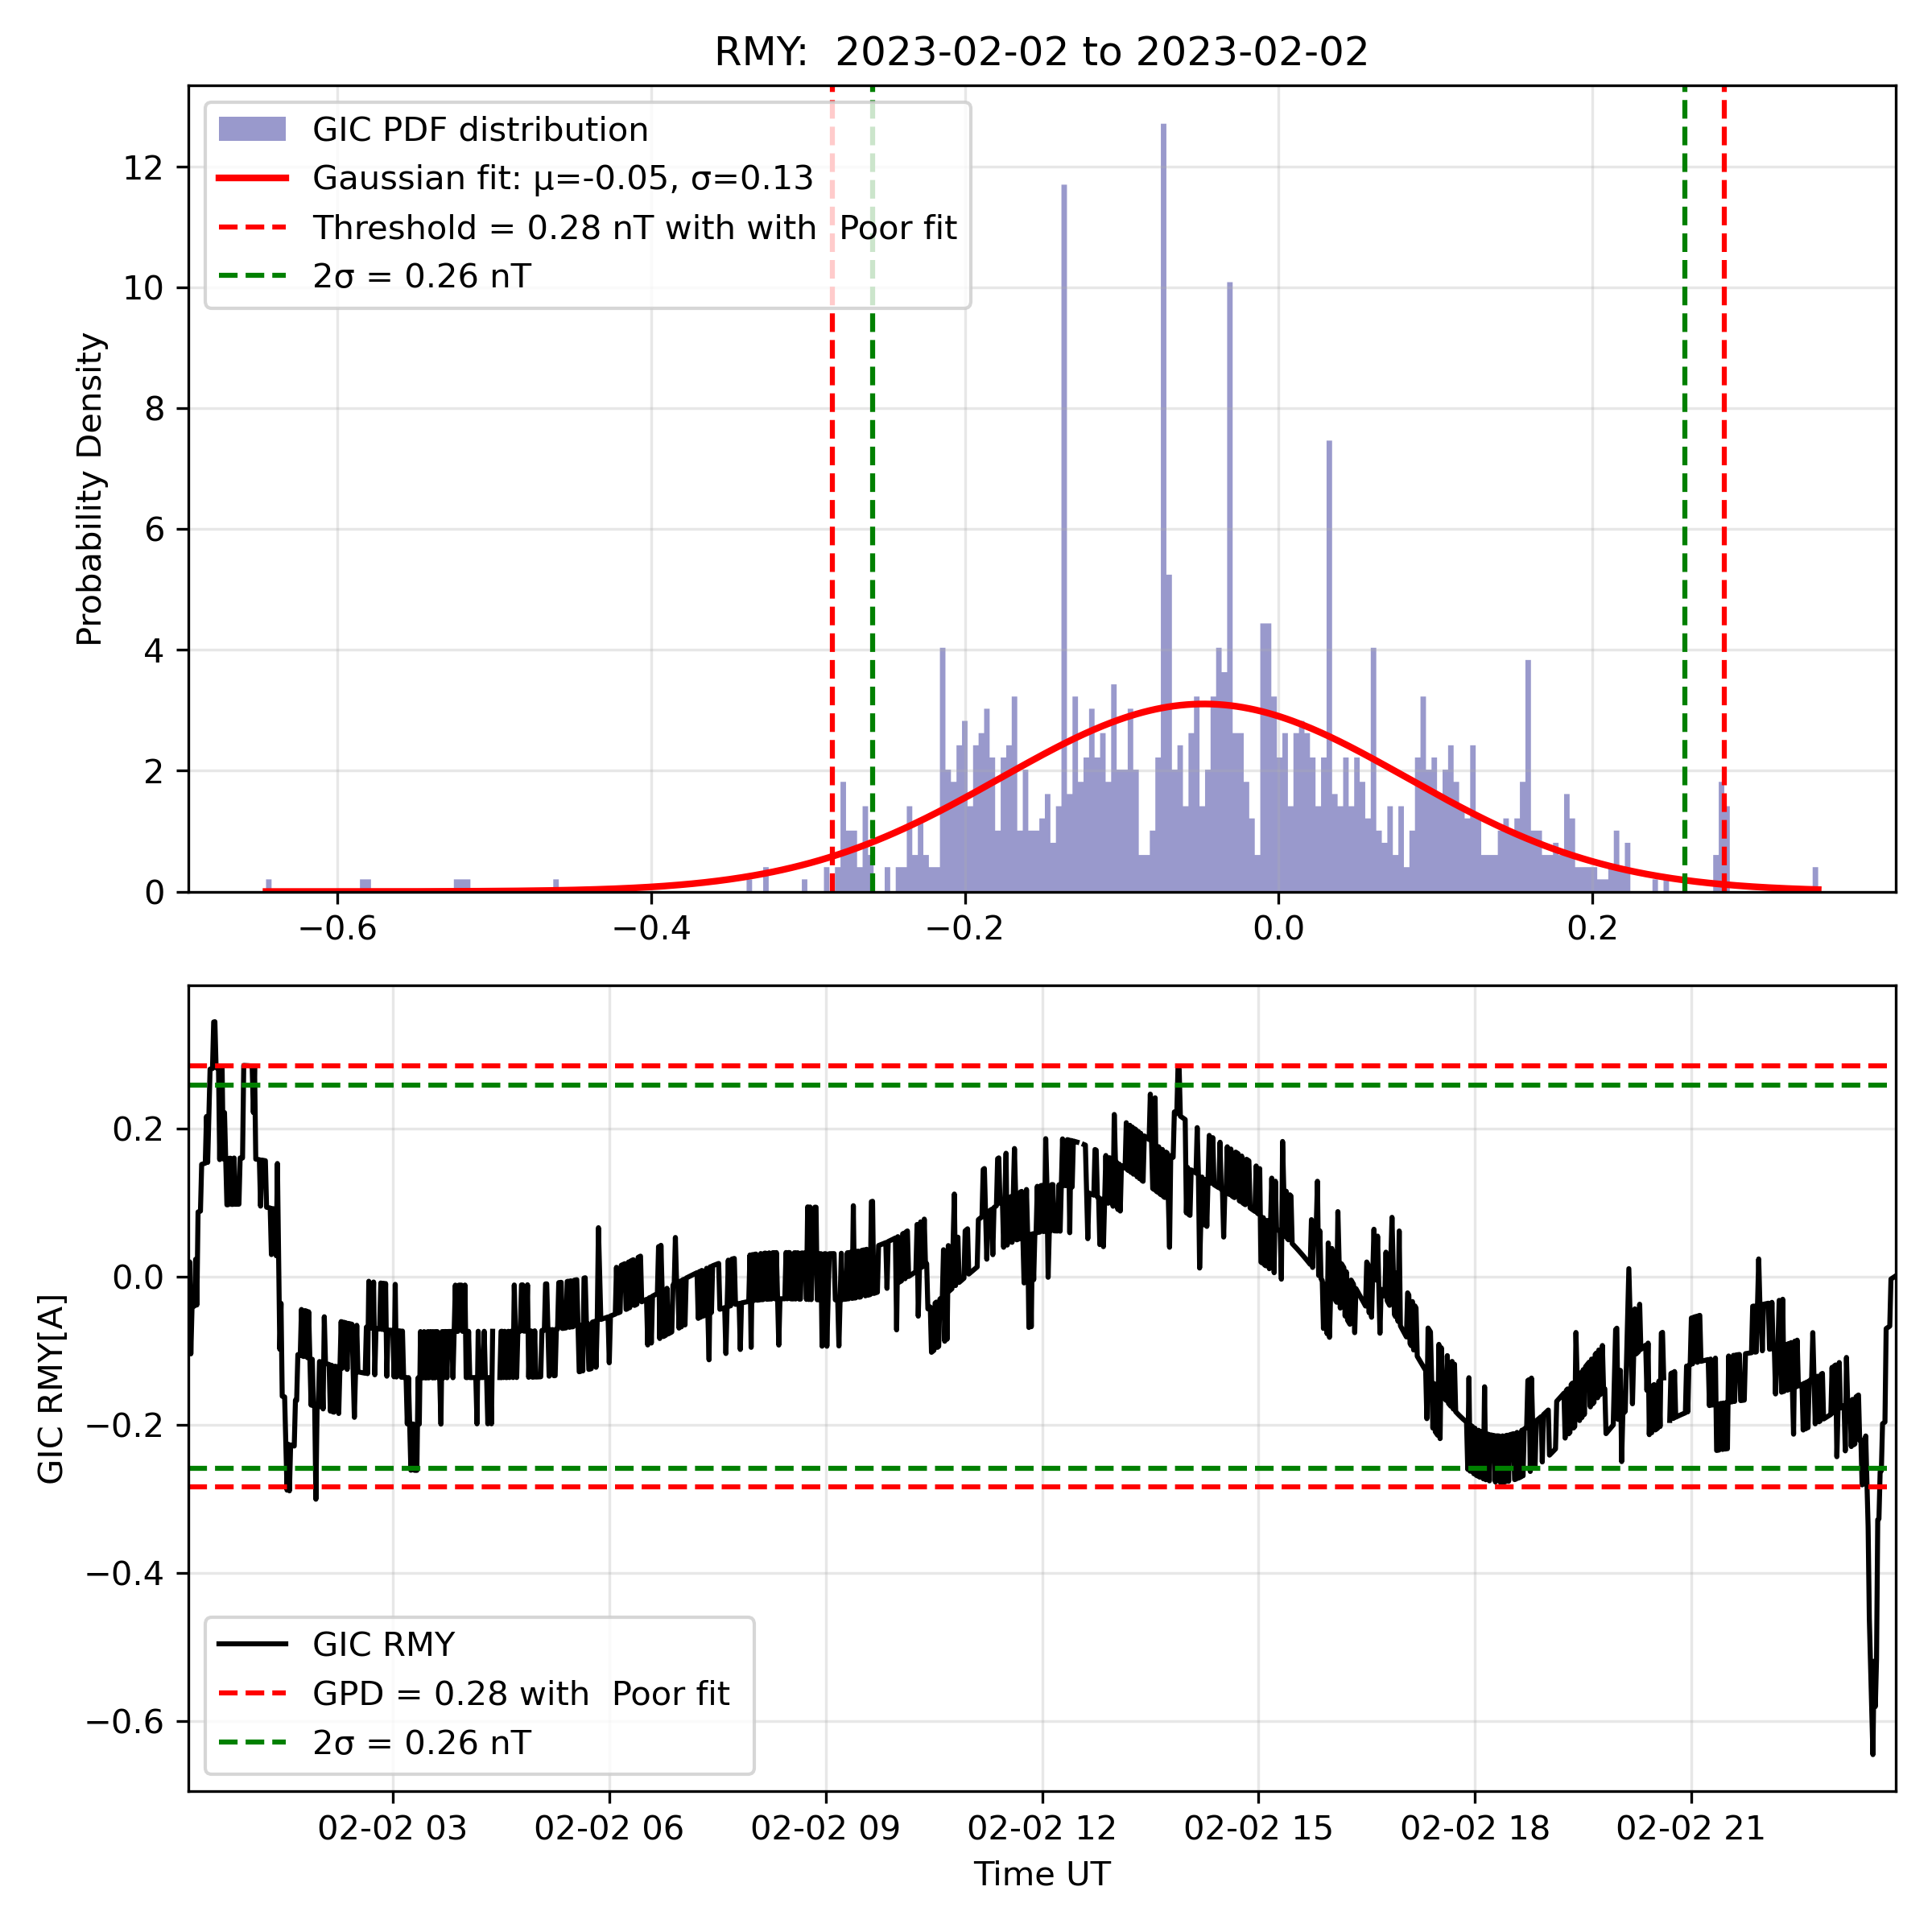 RMY:  2023-02-02 to 2023-02-02
GIC PDF distribution
Gaussian fit: μ=-0.05, σ=0.13
Threshold = 0.28 nT with with  Poor fit
2σ = 0.26 nT
Probability Density
12
10
8
6
4
2
0
−0.6
−0.4
−0.2
0.0
0.2
GIC RMY[A]
0.2
0.0
−0.2
−0.4
−0.6
GIC RMY
GPD = 0.28 with  Poor fit
2σ = 0.26 nT
02-02 03
02-02 06
02-02 09
02-02 12
02-02 15
02-02 18
02-02 21
Time UT